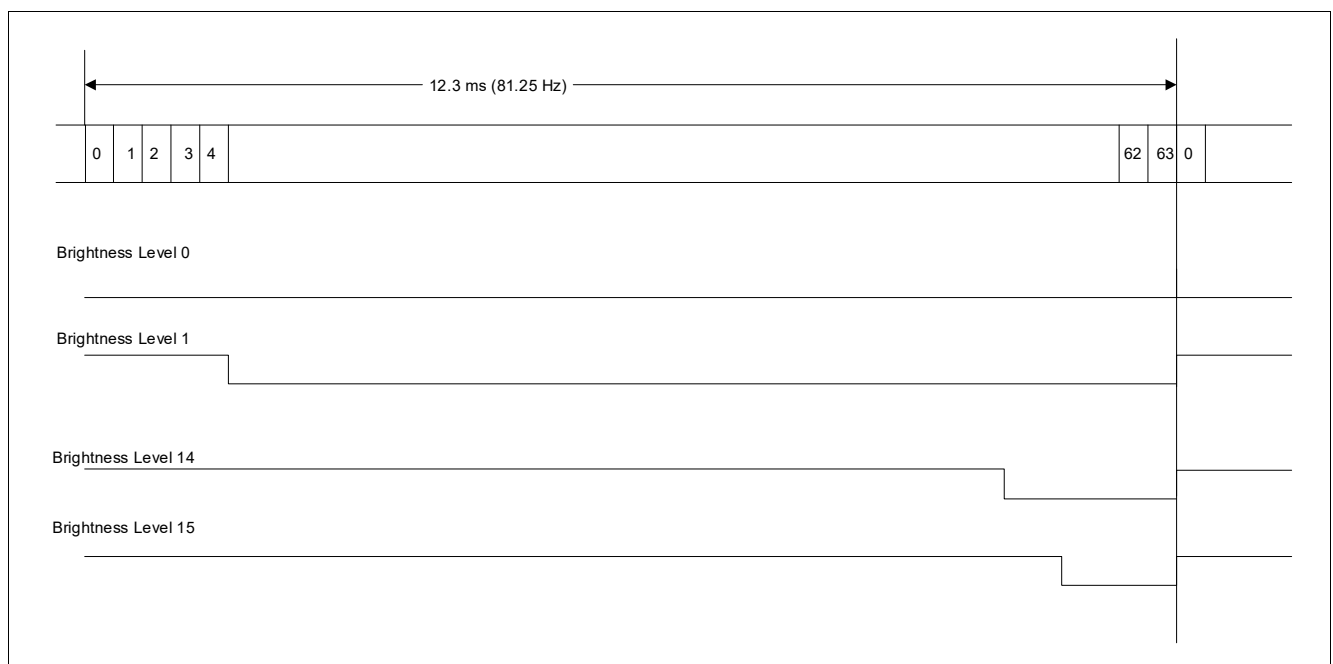 12.3 ms (81.25 Hz)
0 1 2 3 4 62 63 0
Brightness Level 0
Brightness Level 1
Brightness Level 14
Brightness Level 15